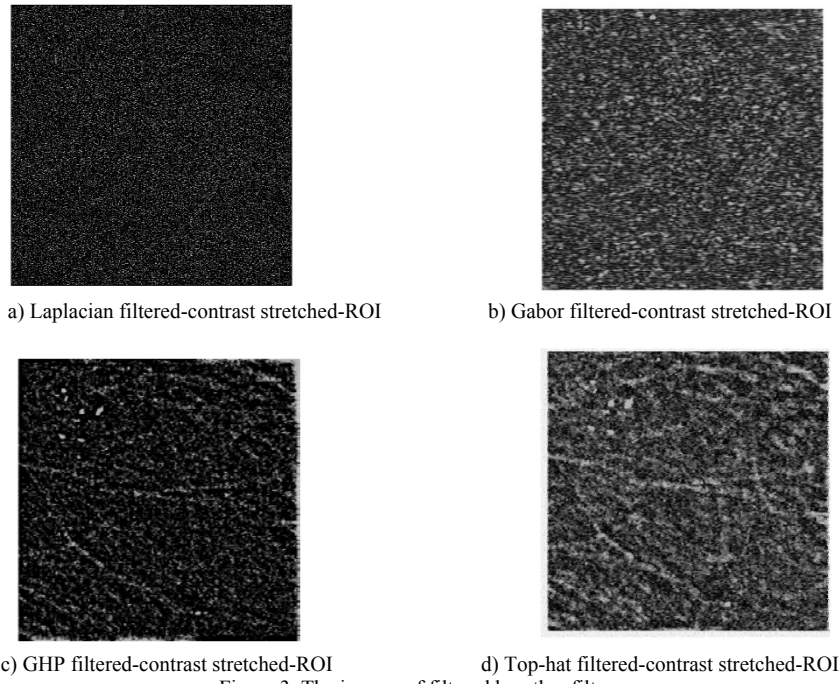 a) Laplacian filtered-contrast stretched-ROI
b) Gabor filtered-contrast stretched-ROI
c) GHP filtered-contrast stretched-ROI
d) Top-hat filtered-contrast stretched-ROI